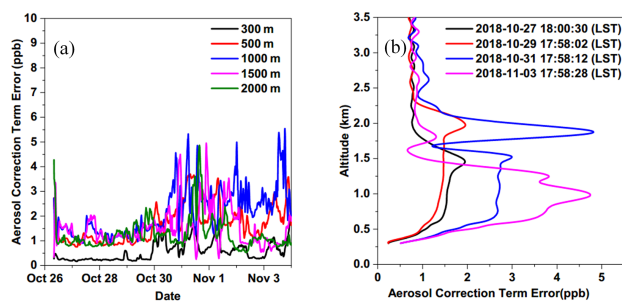 (a)
Aerosol Correction Term Error (ppb)
10
9
8
7
6
5
4
3
2
1
0
300 m
500 m
1000 m
1500 m
2000 m
Oct 26 Oct 28 Oct 30 Nov 1 Nov 3
Date
(b)
Altitude (km)
3.5
3.0
2.5
2.0
1.5
1.0
0.5
0.0
2018-10-27 18:00:30 (LST)
2018-10-29 17:58:02 (LST)
2018-10-31 17:58:12 (LST)
2018-11-03 17:58:28 (LST)
0 1 2 3 4 5
Aerosol Correction Term Error(ppb)